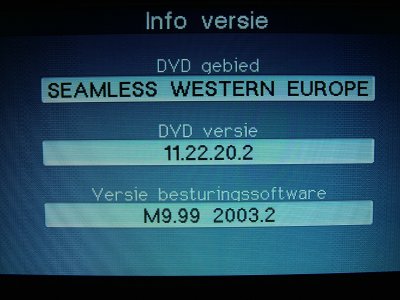 Info versie
DVD gebied
SEAMLESS WESTERN EUROPE
DVD versie
11.22.20.2
Versie besturingssoftware
M9.99 2003.2